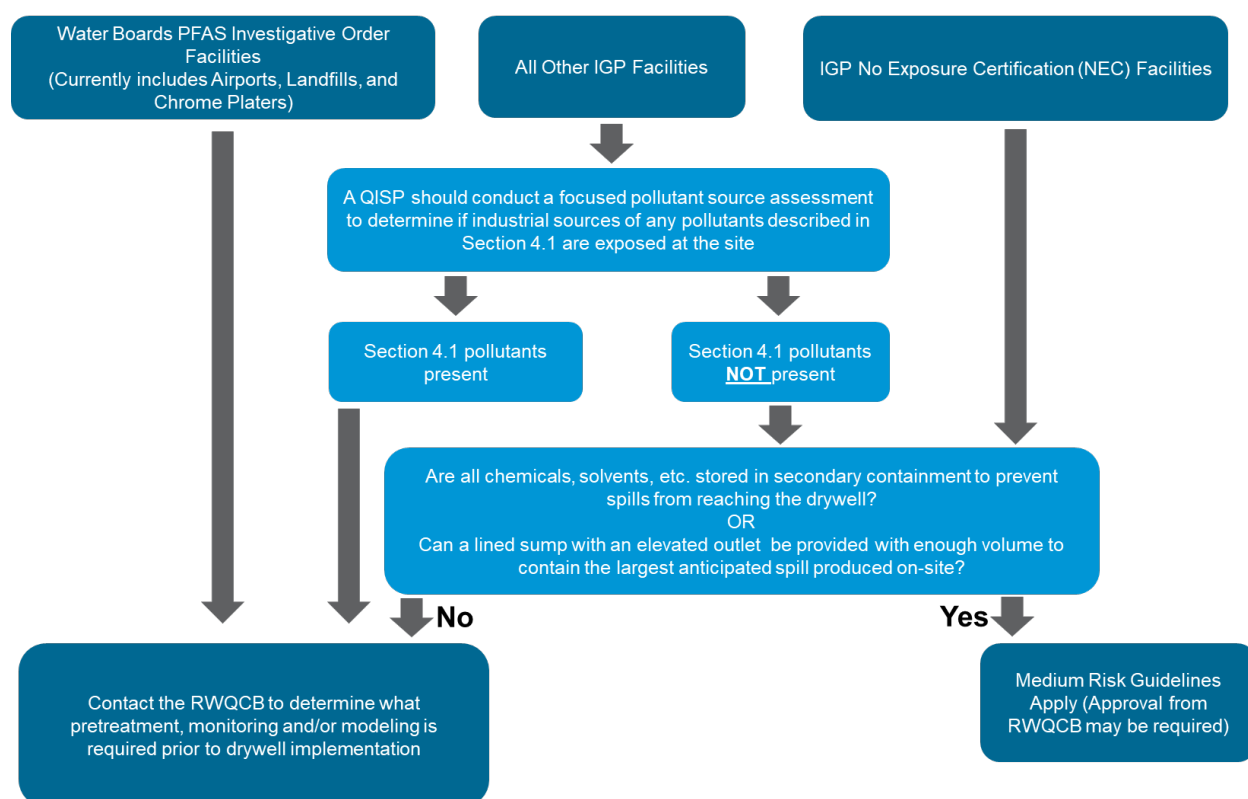 Water Boards PFAS Investigative Order
Facilities
(Currently includes Airports, Landfills, and
Chrome Platers)
All Other IGP Facilities
IGP No Exposure Certification (NEC) Facilities
A QISP should conduct a focused pollutant source assessment
to determine if industrial sources of any pollutants described in
Section 4.1 are exposed at the site
Section 4.1 pollutants
present
Section 4.1 pollutants
NOT present
Are all chemicals, solvents, etc. stored in secondary containment to prevent
spills from reaching the drywell?
OR
Can a lined sump with an elevated outlet be provided with enough volume to
contain the largest anticipated spill produced on-site?
No
Yes
Contact the RWQCB to determine what
pretreatment, monitoring and/or modeling is
required prior to drywell implementation
Medium Risk Guidelines
Apply (Approval from
RWQCB may be required)